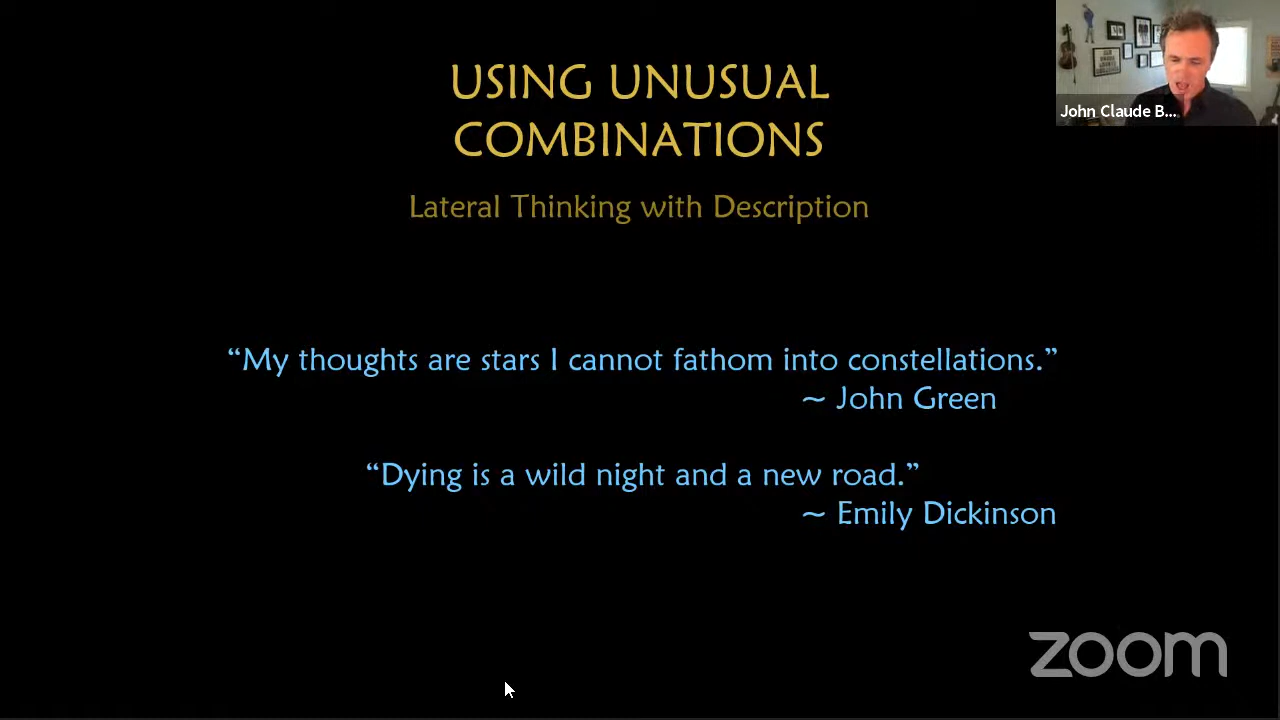 USING UNUSUAL
COMBINATIONS
John Claude B...
Lateral Thinking with Description
“My thoughts are stars I cannot fathom into constellations.”
~ John Green
“Dying is a wild night and a new road.”
~ Emily Dickinson
zoom